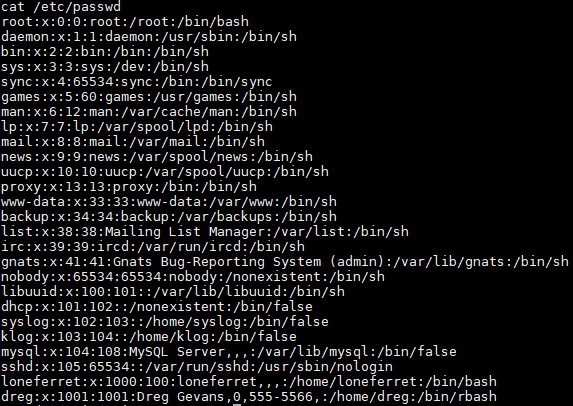 cat /etc/passwd
root:x:0:0:root:/root:/bin/bash
daemon:x:1:1:daemon:/usr/sbin:/bin/sh
bin:x:2:2:bin:/bin:/bin/sh
sys:x:3:3:sys:/dev:/bin/sh
sync:x:4:65534:sync:/bin:/bin/sync
games:x:5:60:games:/usr/games:/bin/sh
man:x:6:12:man:/var/cache/man:/bin/sh
lp:x:7:7:lp:/var/spool/lpd:/bin/sh
mail:x:8:8:mail:/var/mail:/bin/sh
news:x:9:9:news:/var/spool/news:/bin/sh
uucp:x:10:10:uucp:/var/spool/uucp:/bin/sh
proxy:x:13:13:proxy:/bin:/bin/sh
www-data:x:33:33:www-data:/var/www:/bin/sh
backup:x:34:34:backup:/var/backups:/bin/sh
list:x:38:38:Mailing List Manager:/var/list:/bin/sh
irc:x:39:39:ircd:/var/run/ircd:/bin/sh
gnats:x:41:41:Gnats Bug-Reporting System (admin):/var/lib/gnats:/bin/sh
nobody:x:65534:65534:nobody:/nonexistent:/bin/sh
libuuid:x:100:101::/var/lib/libuuid:/bin/sh
dhcp:x:101:102::/nonexistent:/bin/false
syslog:x:102:103::/home/syslog:/bin/false
klog:x:103:104::/home/klog:/bin/false
mysql:x:104:108:MySQL Server,,,:/var/lib/mysql:/bin/false
sshd:x:105:65534::/var/run/sshd:/usr/sbin/nologin
loneferret:x:1000:100:loneferret,,,:/home/loneferret:/bin/bash
dreg:x:1001:1001:Dreg Gevans,0,555-5566,:/home/dreg:/bin/rbash